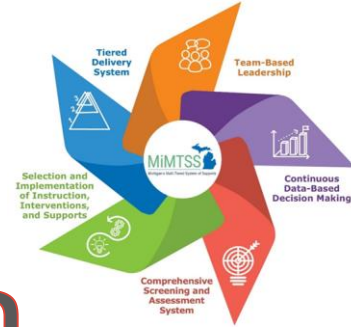 Tiered
Delivery
System
Team-Based
Leadership
MiMTSS
Michigan's Multi-Tiered System of Supports
Continuous
Data-Based
Decision Making
Selection and
Implementation
of Instruction,
Interventions,
and Supports
Comprehensive
Screening and
Assessment
System